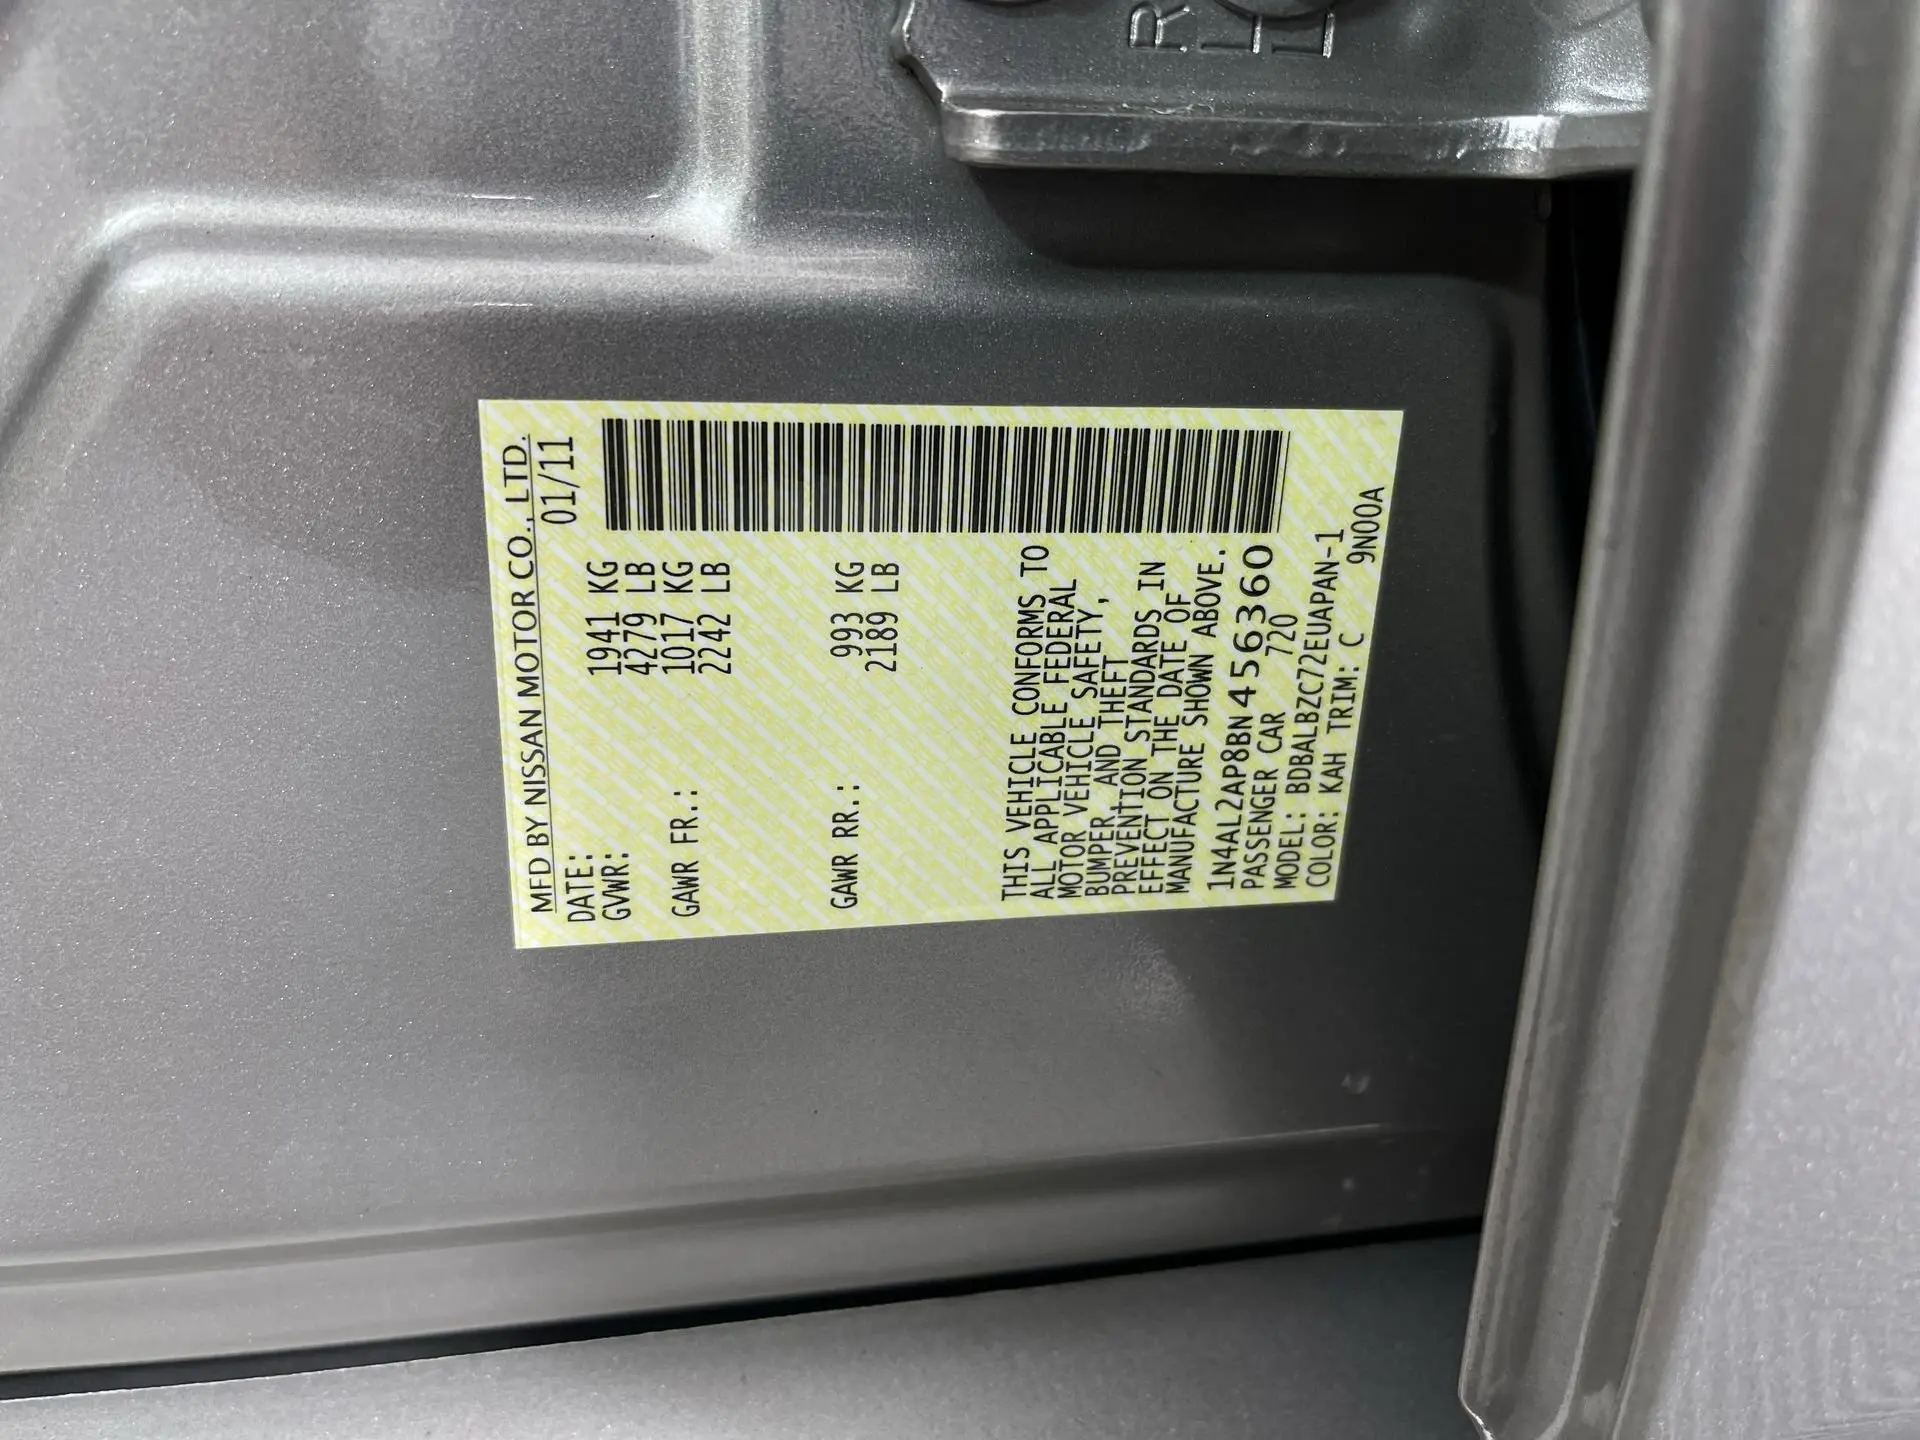 MFD BY NISSAN MOTOR CO., LTD.
DATE: 01/11
GVWR: 1941 KG
4279 LB
GAWR FR.: 1017 KG
2242 LB
GAWR RR.: 993 KG
2189 LB
THIS VEHICLE CONFORMS TO
ALL APPLICABLE FEDERAL
MOTOR VEHICLE SAFETY,
BUMPER, AND THEFT
PREVENTION STANDARDS IN
EFFECT ON THE DATE OF
MANUFACTURE SHOWN ABOVE.
1N4AL2AP8BN456360
PASSENGER CAR 720
MODEL: BDBALBZC72EUAPAN-1
COLOR: KAH TRIM: C 9N00A